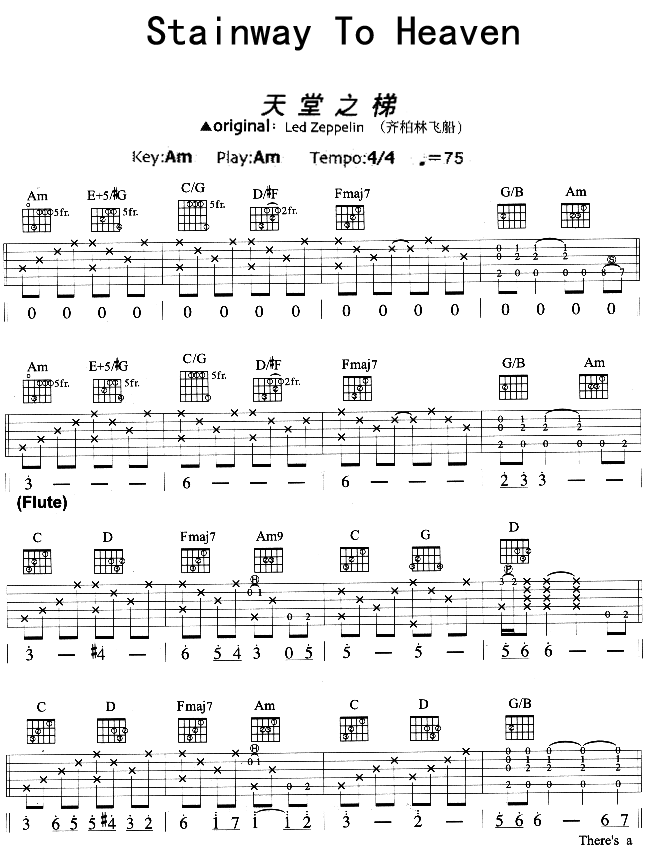 Stainway To Heaven
天堂之梯
▲original: Led Zeppelin （齐柏林飞船）
Key:Am Play:Am Tempo:4/4 ♩=75
Am E+5/#G C/G D/#F Fmaj7 G/B Am
5fr. 5fr. 5fr. 2fr.
0 0 0 0 0 0 0 0 0 0 0 0 0 0 0 0
Am E+5/#G C/G D/#F Fmaj7 G/B Am
5fr. 5fr. 5fr. 2fr.
3 — — — 6 — — — 6 — — — 2 3 3 — —
(Flute)
C D Fmaj7 Am9 C G D
3 — #4 — 6 5 4 3 0 5 5 — 5 — 5 6 6 — —
C D Fmaj7 Am C D G/B
3 6 5 5 #4 3 2 6 1 7 1 1 2 3 — 2 — 5 6 6 — 6 7
There's a